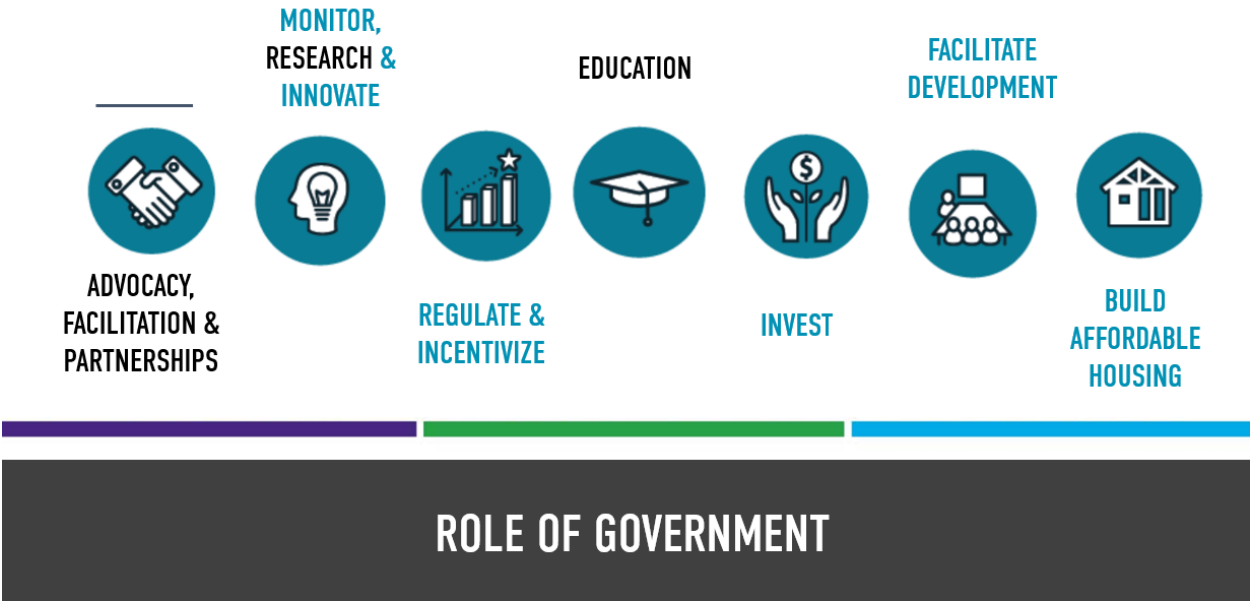 MONITOR,
RESEARCH &
INNOVATE
EDUCATION
FACILITATE
DEVELOPMENT
$
ADVOCACY,
FACILITATION &
PARTNERSHIPS
REGULATE &
INCENTIVIZE
INVEST
BUILD
AFFORDABLE
HOUSING
ROLE OF GOVERNMENT